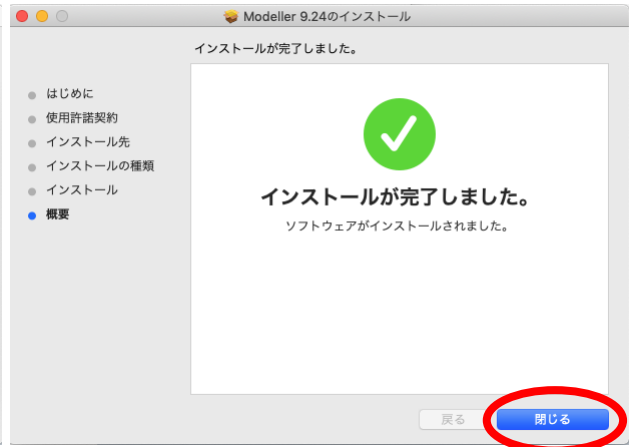 Modeller 9.24のインストール
インストールが完了しました。
はじめに
使用許諾契約
インストール先
インストールの種類
インストール
概要
インストールが完了しました。
ソフトウェアがインストールされました。
戻る
閉じる